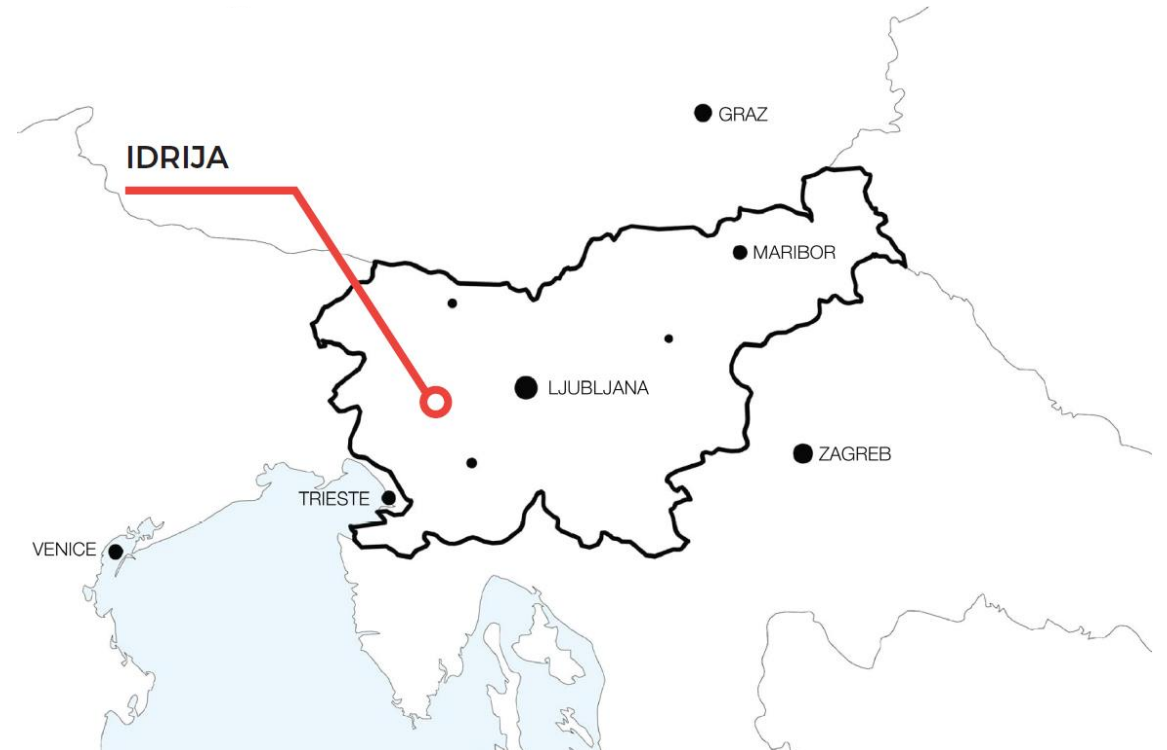 GRAZ
IDRIJA
MARIBOR
LJUBLJANA
ZAGREB
TRIESTE
VENICE